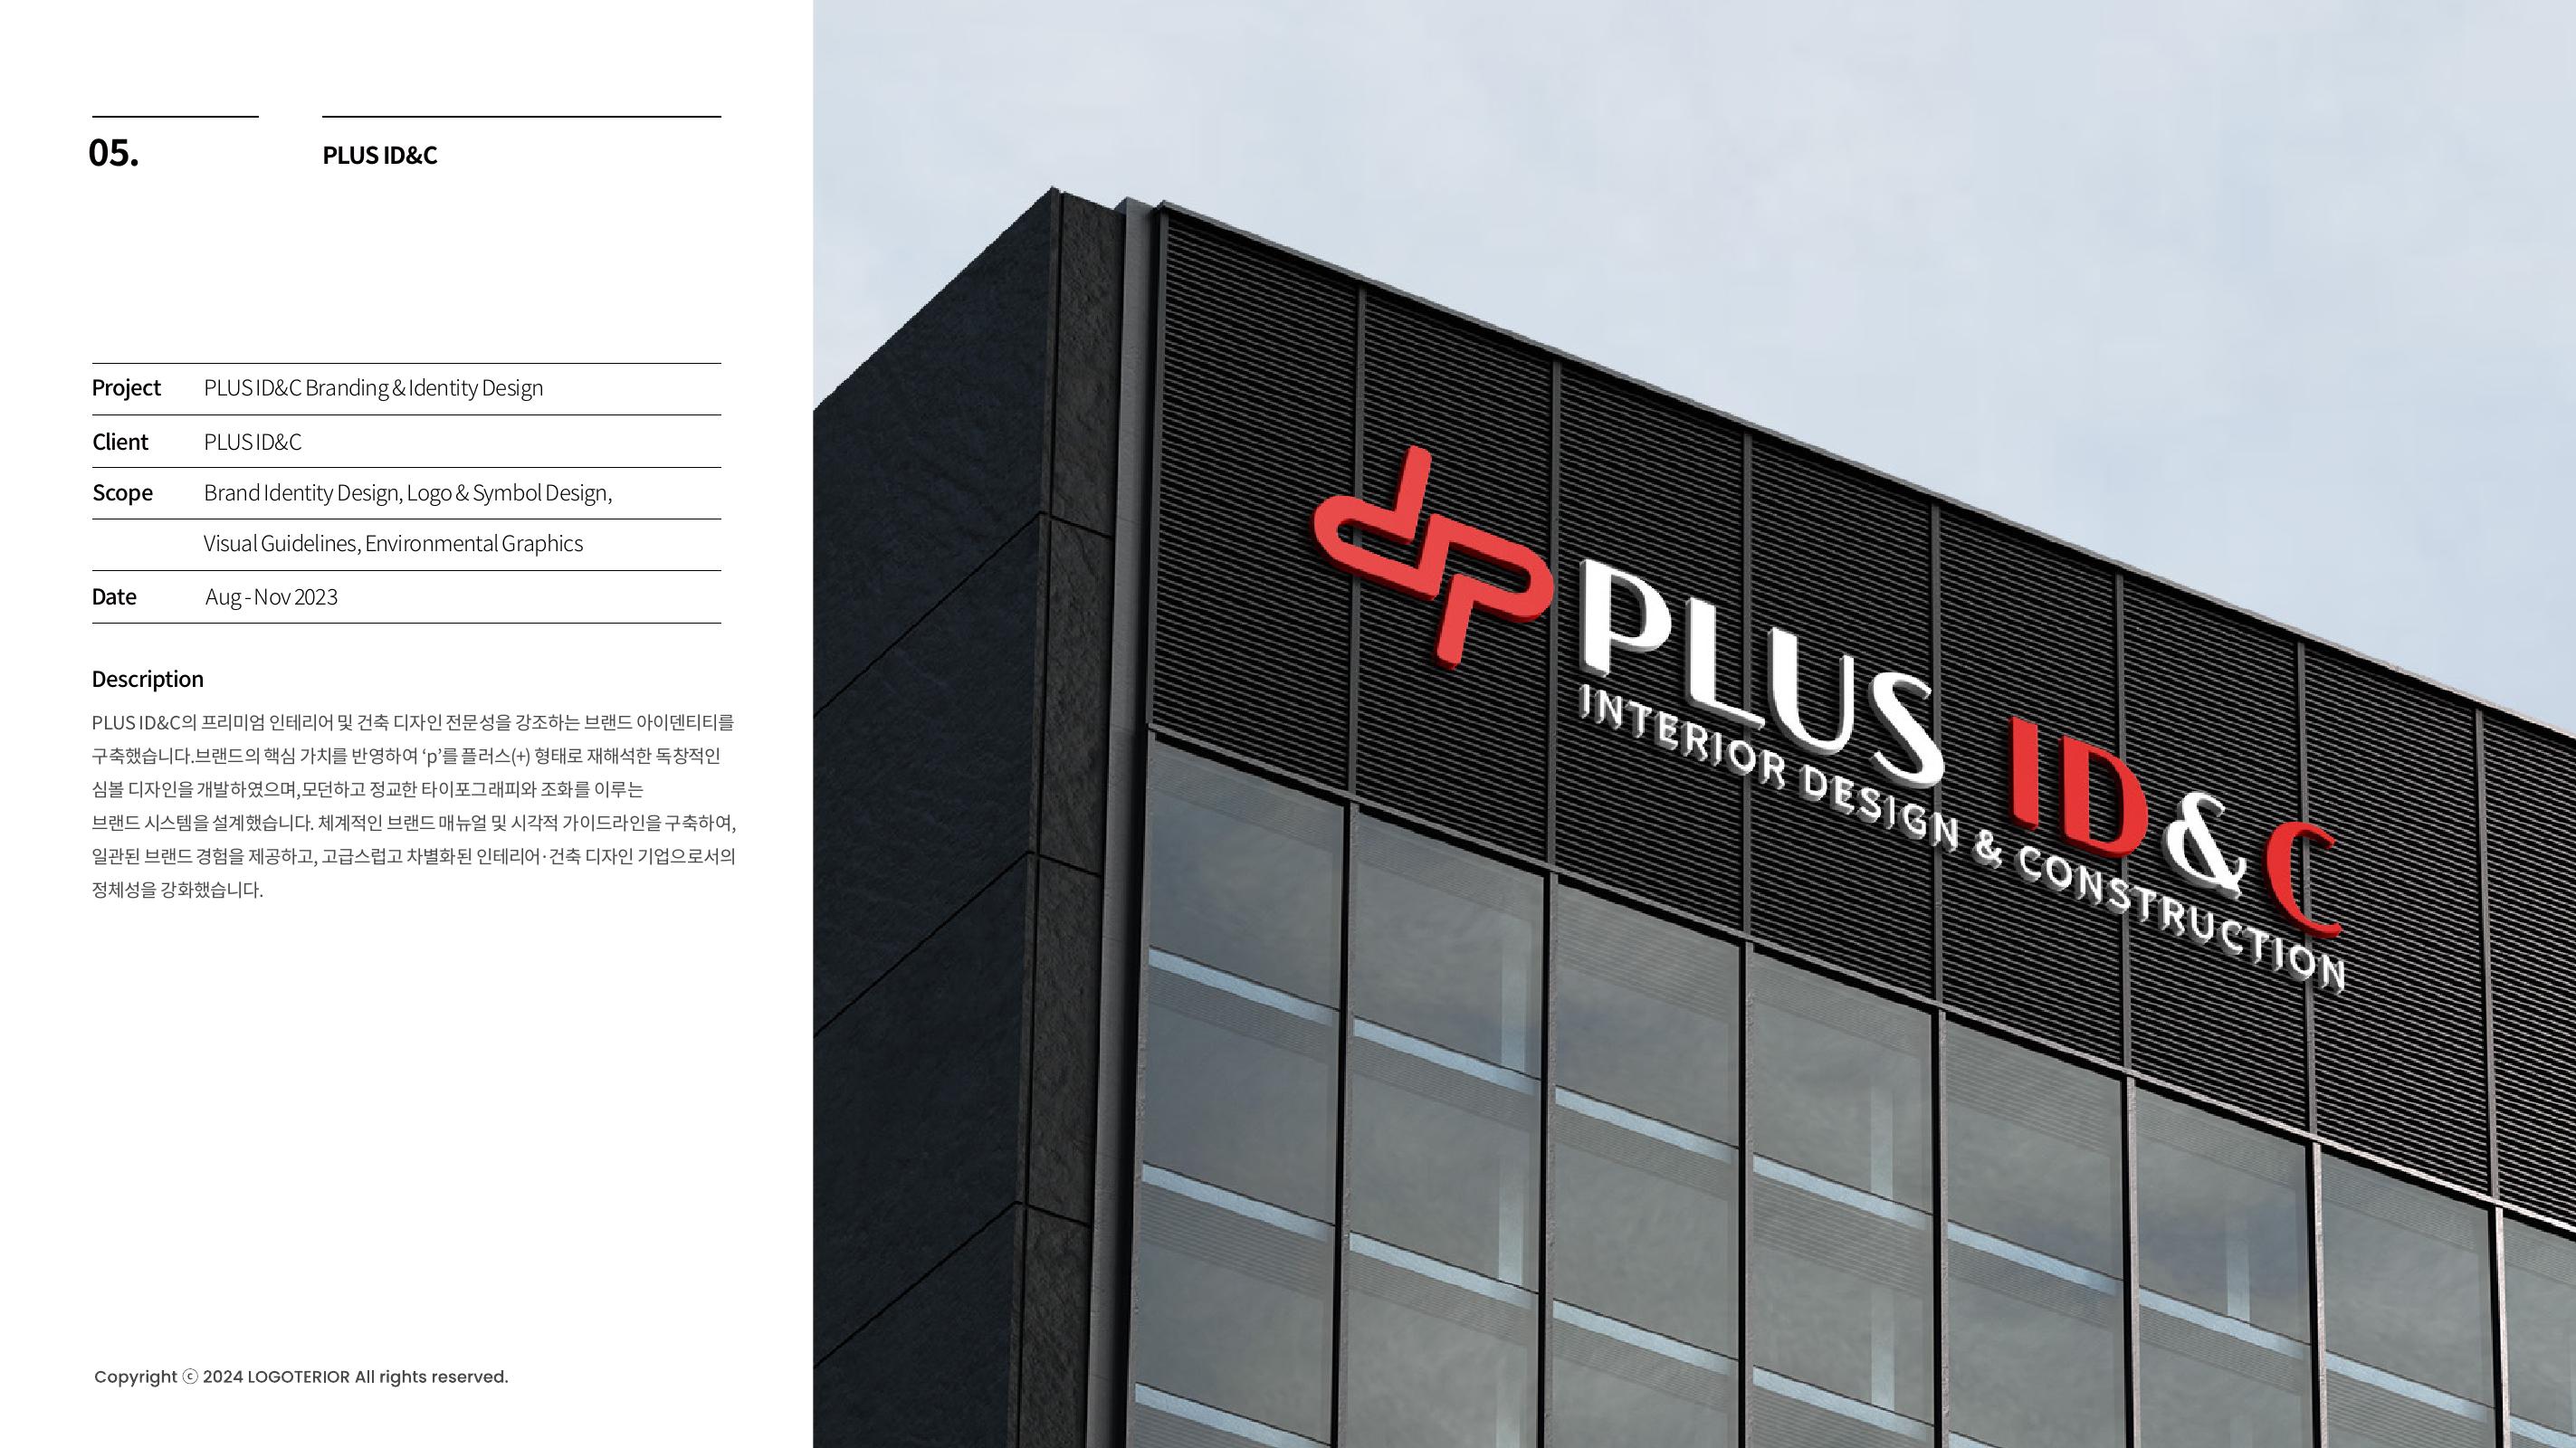 05.
PLUS ID&C
Project PLUS ID&C Branding & Identity Design
Client PLUS ID&C
Scope Brand Identity Design, Logo & Symbol Design,
Visual Guidelines, Environmental Graphics
Date Aug - Nov 2023
Description
PLUS ID&C의 프리미엄 인테리어 및 건축 디자인 전문성을 강조하는 브랜드 아이덴티티를
구축했습니다.브랜드의 핵심 가치를 반영하여 ‘p’를 플러스(+) 형태로 재해석한 독창적인
심볼 디자인을 개발하였으며,모던하고 정교한 타이포그래피와 조화를 이루는
브랜드 시스템을 설계했습니다. 체계적인 브랜드 매뉴얼 및 시각적 가이드라인을 구축하여,
일관된 브랜드 경험을 제공하고, 고급스럽고 차별화된 인테리어·건축 디자인 기업으로서의
정체성을 강화했습니다.
Copyright ⓒ 2024 LOGOTERIOR All rights reserved.
PLUS ID&C
INTERIOR DESIGN & CONSTRUCTION